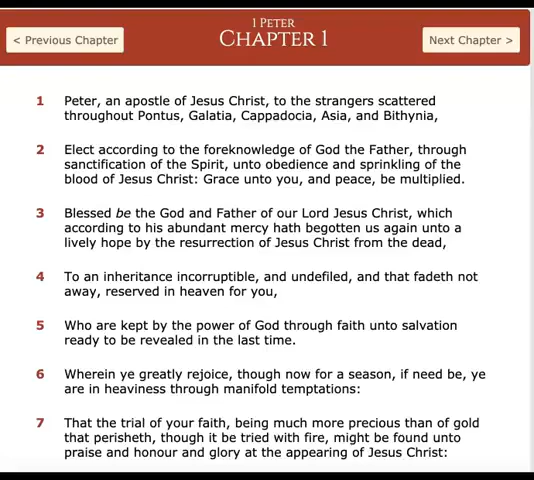 1 PETER
< Previous Chapter
CHAPTER 1
Next Chapter >
1 Peter, an apostle of Jesus Christ, to the strangers scattered
throughout Pontus, Galatia, Cappadocia, Asia, and Bithynia,
2 Elect according to the foreknowledge of God the Father, through
sanctification of the Spirit, unto obedience and sprinkling of the
blood of Jesus Christ: Grace unto you, and peace, be multiplied.
3 Blessed be the God and Father of our Lord Jesus Christ, which
according to his abundant mercy hath begotten us again unto a
lively hope by the resurrection of Jesus Christ from the dead,
4 To an inheritance incorruptible, and undefiled, and that fadeth not
away, reserved in heaven for you,
5 Who are kept by the power of God through faith unto salvation
ready to be revealed in the last time.
6 Wherein ye greatly rejoice, though now for a season, if need be, ye
are in heaviness through manifold temptations:
7 That the trial of your faith, being much more precious than of gold
that perisheth, though it be tried with fire, might be found unto
praise and honour and glory at the appearing of Jesus Christ: